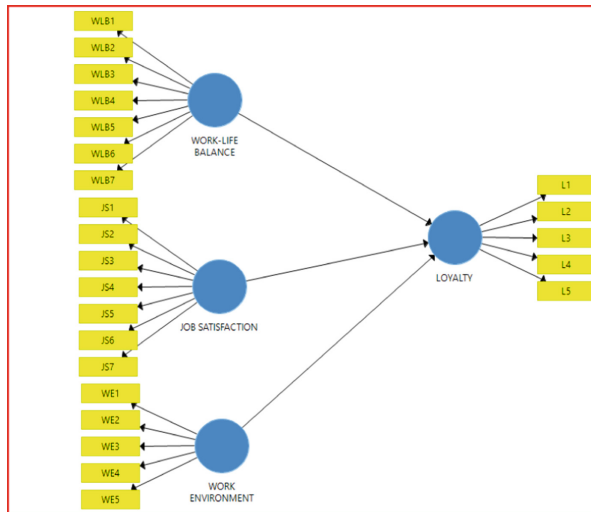 WLB1
WLB2
WLB3
WLB4
WLB5
WLB6
WLB7
WORK-LIFE
BALANCE
JS1
JS2
JS3
JS4
JS5
JS6
JS7
JOB SATISFACTION
WE1
WE2
WE3
WE4
WE5
WORK
ENVIRONMENT
LOYALTY
L1
L2
L3
L4
L5